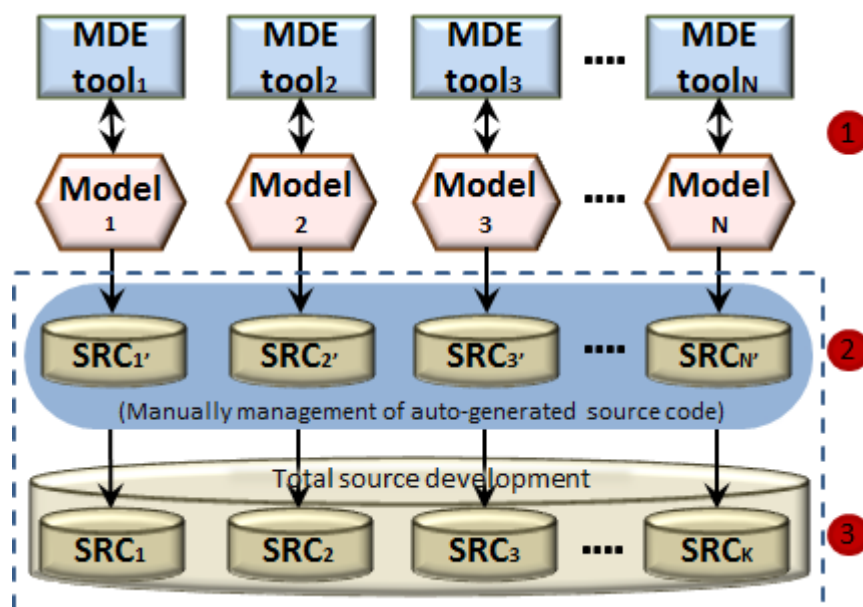 MDE MDE MDE MDE
tool1 tool2 tool3 .... toolN
1
Model Model Model .... Model
1 2 3 N
SRC1' SRC2' SRC3' .... SRCN'
2
(Manually management of auto-generated source code)
Total source development
SRC1 SRC2 SRC3 .... SRCK
3